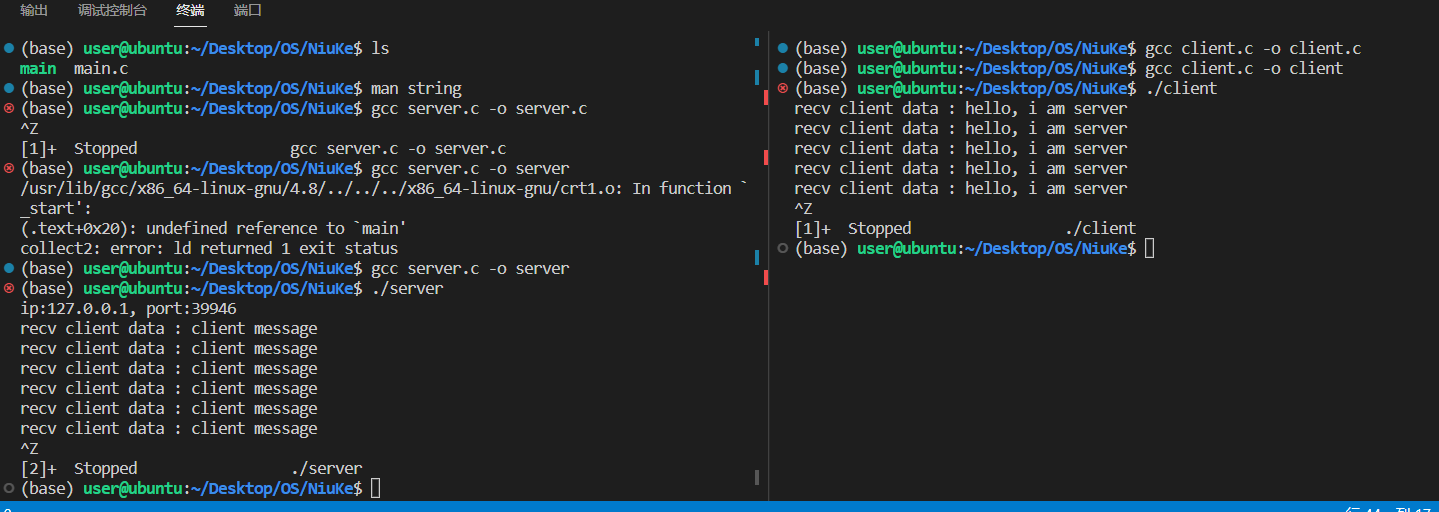 输出 调试控制台 终端 端口
(base) user@ubuntu:~/Desktop/OS/NiuKe$ ls
main  main.c
(base) user@ubuntu:~/Desktop/OS/NiuKe$ man string
(base) user@ubuntu:~/Desktop/OS/NiuKe$ gcc server.c -o server.c
^Z
[1]+  Stopped                 gcc server.c -o server.c
(base) user@ubuntu:~/Desktop/OS/NiuKe$ gcc server.c -o server
/usr/lib/gcc/x86_64-linux-gnu/4.8/../../../x86_64-linux-gnu/crt1.o: In function `
_start':
(.text+0x20): undefined reference to `main'
collect2: error: ld returned 1 exit status
(base) user@ubuntu:~/Desktop/OS/NiuKe$ gcc server.c -o server
(base) user@ubuntu:~/Desktop/OS/NiuKe$ ./server
ip:127.0.0.1, port:39946
recv client data : client message
recv client data : client message
recv client data : client message
recv client data : client message
recv client data : client message
recv client data : client message
^Z
[2]+  Stopped                 ./server
(base) user@ubuntu:~/Desktop/OS/NiuKe$
(base) user@ubuntu:~/Desktop/OS/NiuKe$ gcc client.c -o client.c
(base) user@ubuntu:~/Desktop/OS/NiuKe$ gcc client.c -o client
(base) user@ubuntu:~/Desktop/OS/NiuKe$ ./client
recv client data : hello, i am server
recv client data : hello, i am server
recv client data : hello, i am server
recv client data : hello, i am server
recv client data : hello, i am server
^Z
[1]+  Stopped                 ./client
(base) user@ubuntu:~/Desktop/OS/NiuKe$